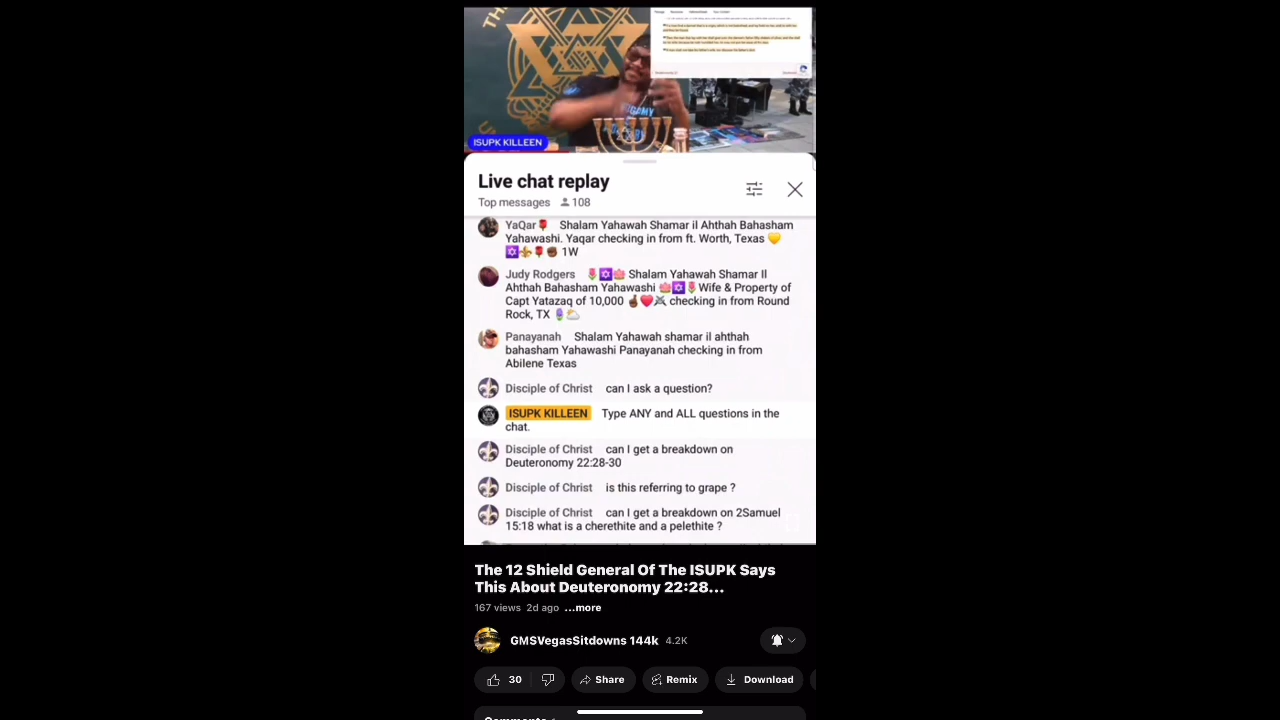 TH
ISUPK KILLEEN
Live chat replay
Top messages 108
YaQar🌹 Shalam Yahawah Shamar il Ahthah Bahasham
Yahawashi. Yaqar checking in from ft. Worth, Texas 💛
✡️⚜️🌹✊🏿 1W
Judy Rodgers 🌷✡️🪷 Shalam Yahawah Shamar Il
Ahthah Bahasham Yahawashi 🪷✡️🌷Wife & Property of
Capt Yatazaq of 10,000 ☝🏿❤️⚔️ checking in from Round
Rock, TX 🪻🌥️
Panayanah Shalam Yahawah shamar il ahthah
bahasham Yahawashi Panayanah checking in from
Abilene Texas
Disciple of Christ can I ask a question?
ISUPK KILLEEN Type ANY and ALL questions in the
chat.
Disciple of Christ can I get a breakdown on
Deuteronomy 22:28-30
Disciple of Christ is this referring to grape ?
Disciple of Christ can I get a breakdown on 2Samuel
15:18 what is a cherethite and a pelethite ?
The 12 Shield General Of The ISUPK Says
This About Deuteronomy 22:28...
167 views 2d ago ...more
GMSVegasSitdowns 144k 4.2K
30 Share Remix Download